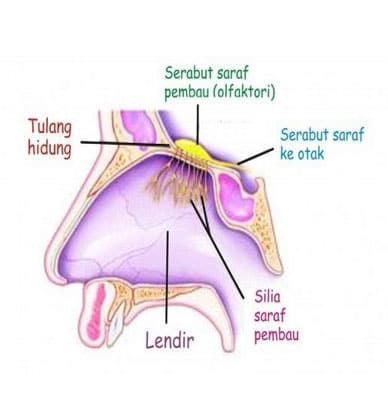 Serabut saraf
pembau (olfaktori)
Tulang
hidung
Serabut saraf
ke otak
Silia
saraf
pembau
Lendir